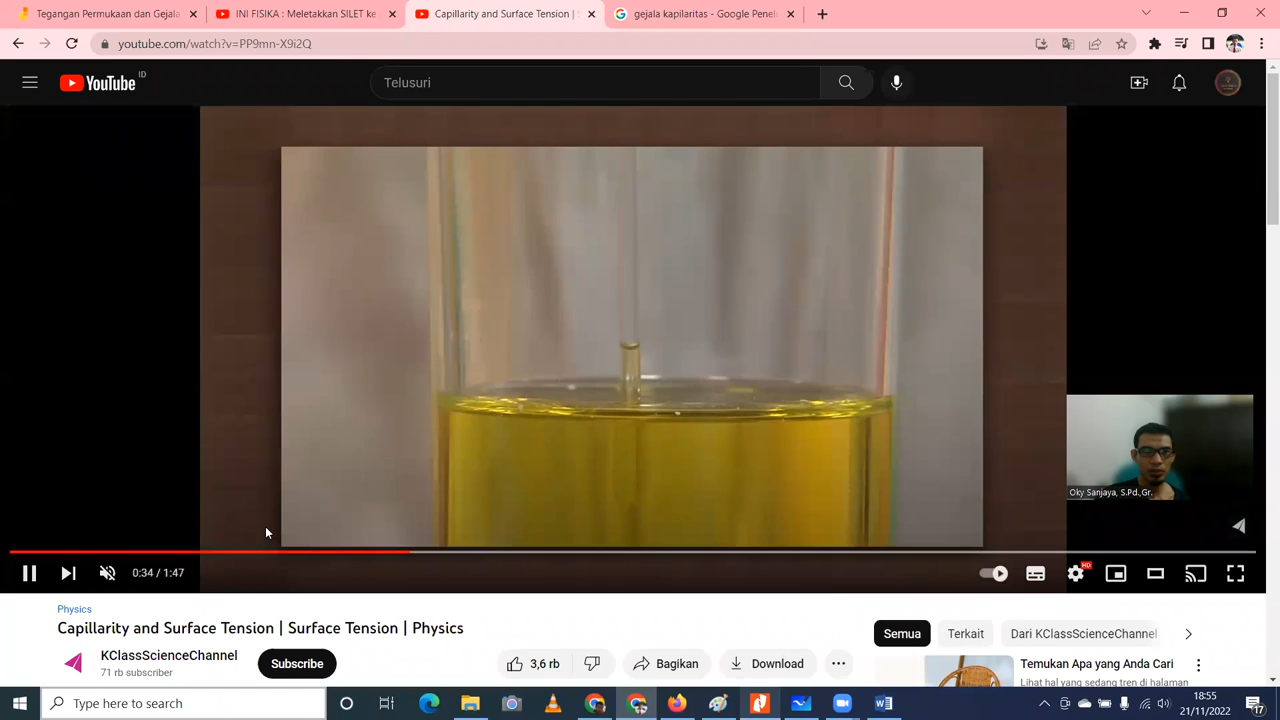 Tegangan Permukaan dan Gejala
INI FISIKA : Meletakkan SILET ke
Capillarity and Surface Tension |
gejala kapilaritas - Google Penel
youtube.com/watch?v=PP9mn-X9i2Q
YouTube ID
Telusuri
Oky Sanjaya, S.Pd.,Gr.
0:34 / 1:47
HD
Physics
Capillarity and Surface Tension | Surface Tension | Physics
KClassScienceChannel
71 rb subscriber
Subscribe
3,6 rb
Bagikan
Download
Semua
Terkait
Dari KClassScienceChannel
Temukan Apa yang Anda Cari
Lihat hal yang sedang tren di halaman
Type here to search
18:55
21/11/2022
17